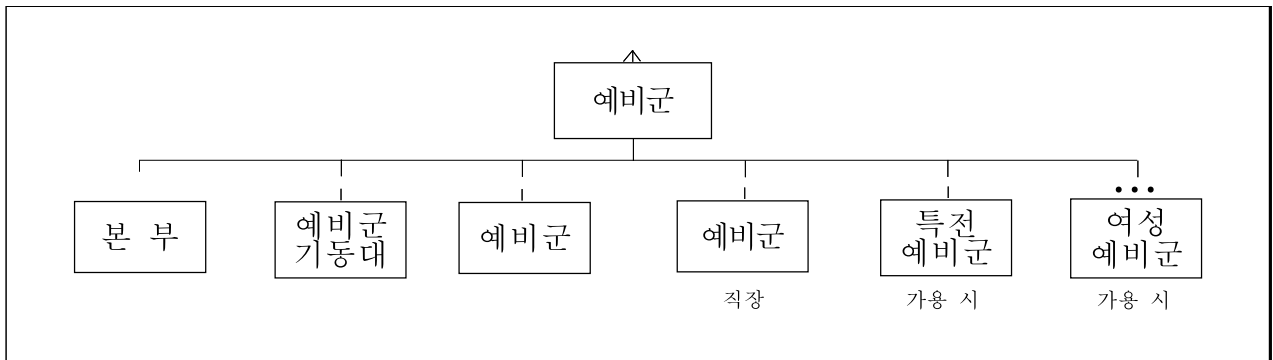 예비군
본 부
예비군
기동대
예비군
예비군
특전
예비군
여성
예비군
직장
가용 시
가용 시